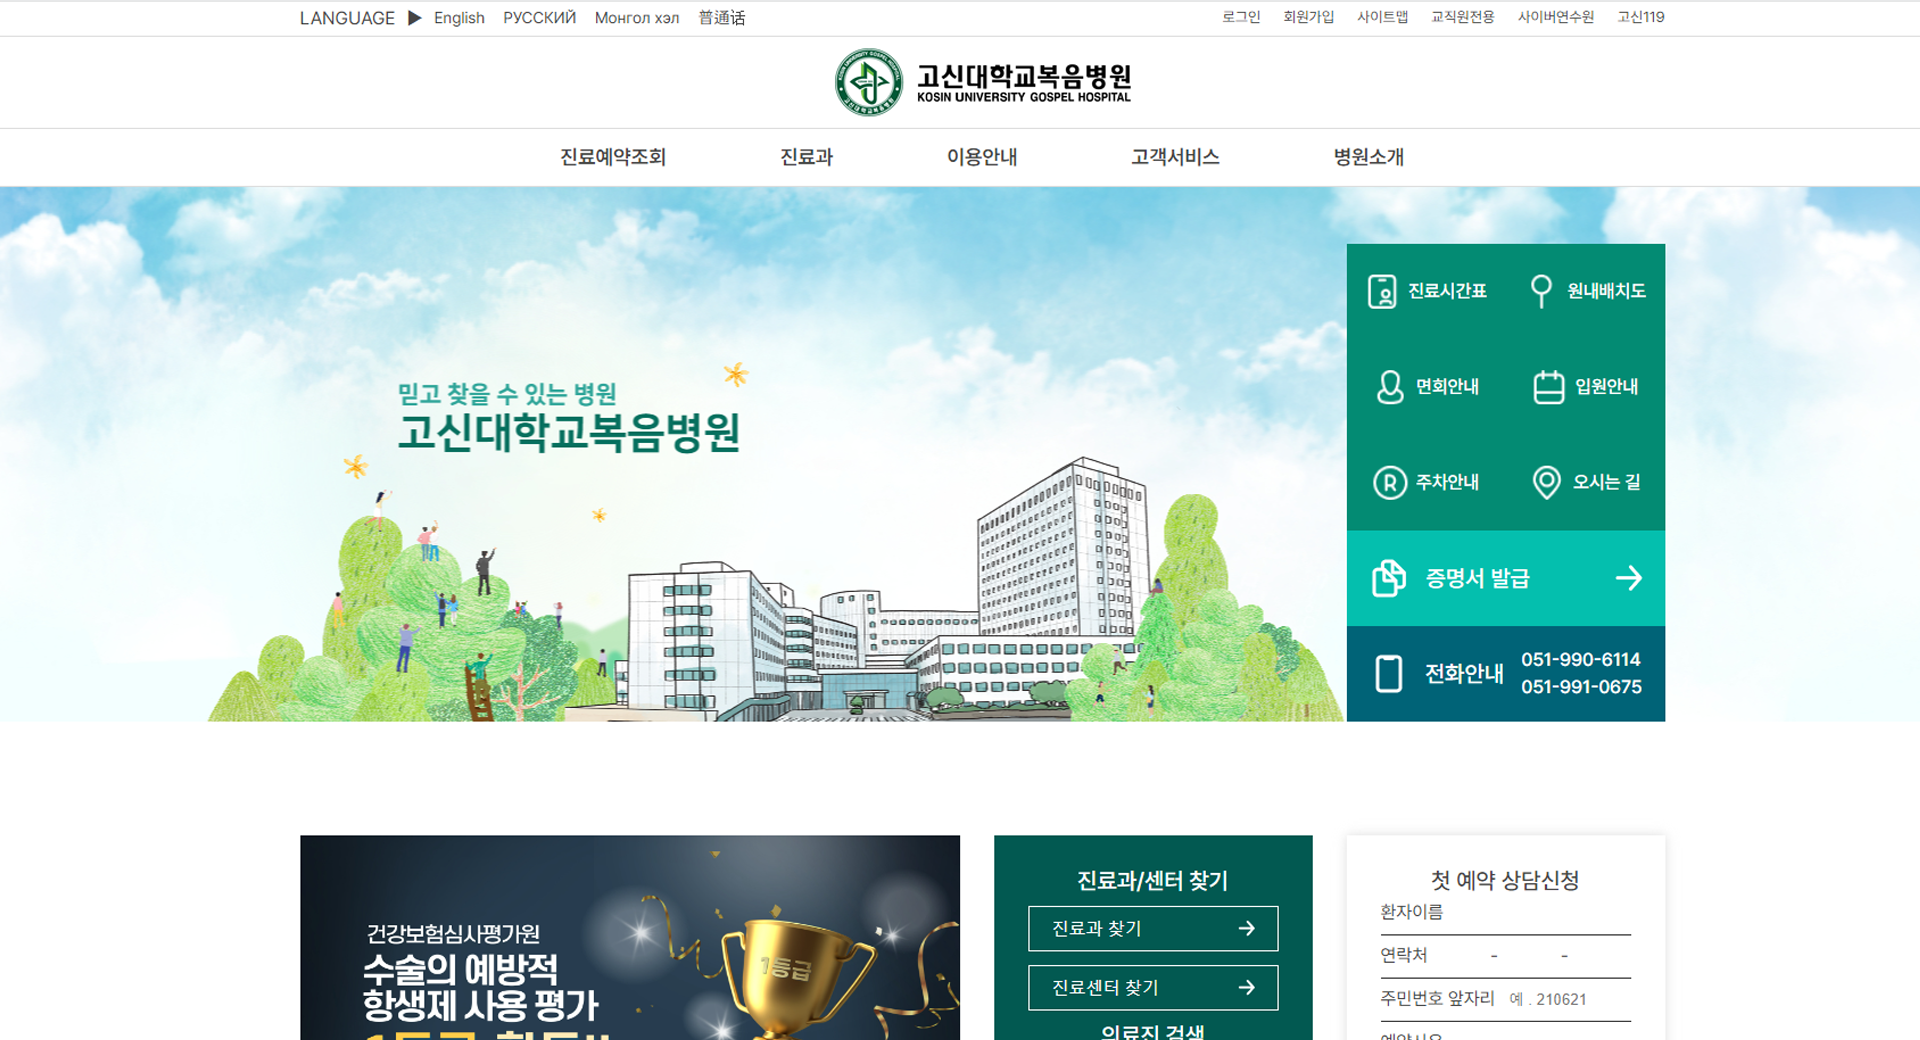 LANGUAGE ▶ English РУССКИЙ Монгол хэл 普通话
로그인 회원가입 사이트맵 교직원전용 사이버연수원 고신119
고신대학교복음병원
KOSIN UNIVERSITY GOSPEL HOSPITAL
진료예약조회 진료과 이용안내 고객서비스 병원소개
믿고 찾을 수 있는 병원
고신대학교복음병원
진료시간표 원내배치도
면회안내 입원안내
주차안내 오시는 길
증명서 발급
전화안내
051-990-6114
051-991-0675
건강보험심사평가원
수술의 예방적
항생제 사용 평가
1등급
진료과/센터 찾기
진료과 찾기
진료센터 찾기
의료진 검색
첫 예약 상담신청
환자이름
연락처 - -
주민번호 앞자리 예 . 210621